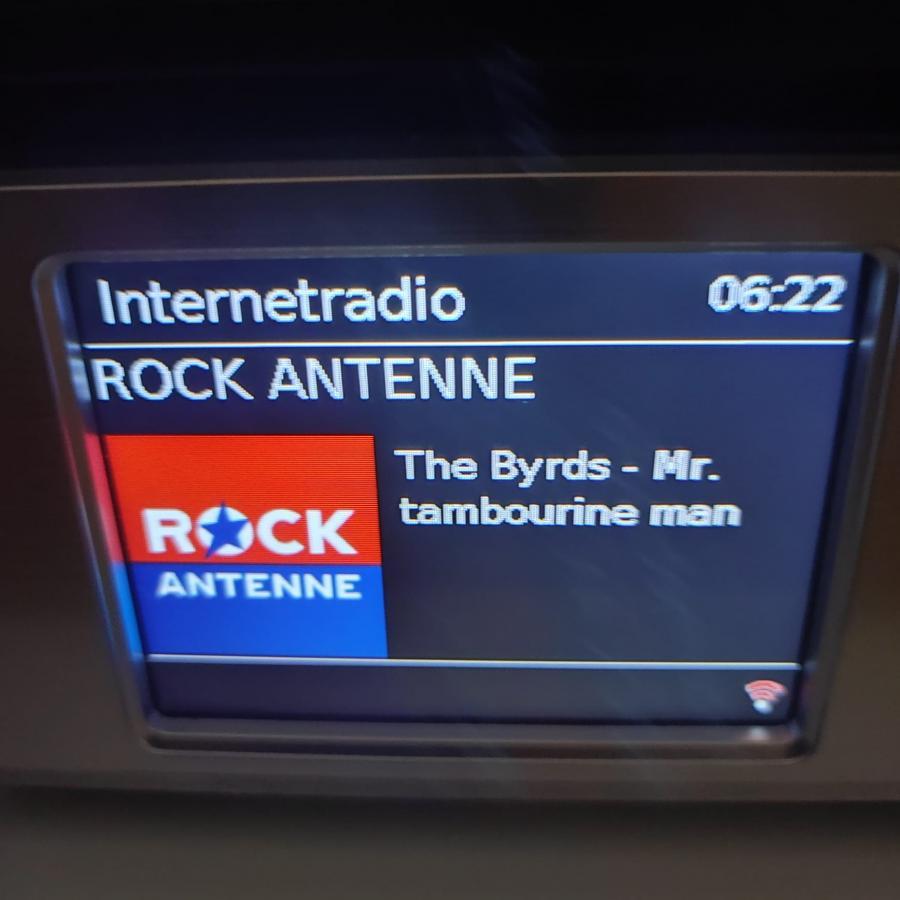 Internetradio 06:22
ROCK ANTENNE
The Byrds - Mr.
tambourine man
ROCK
ANTENNE